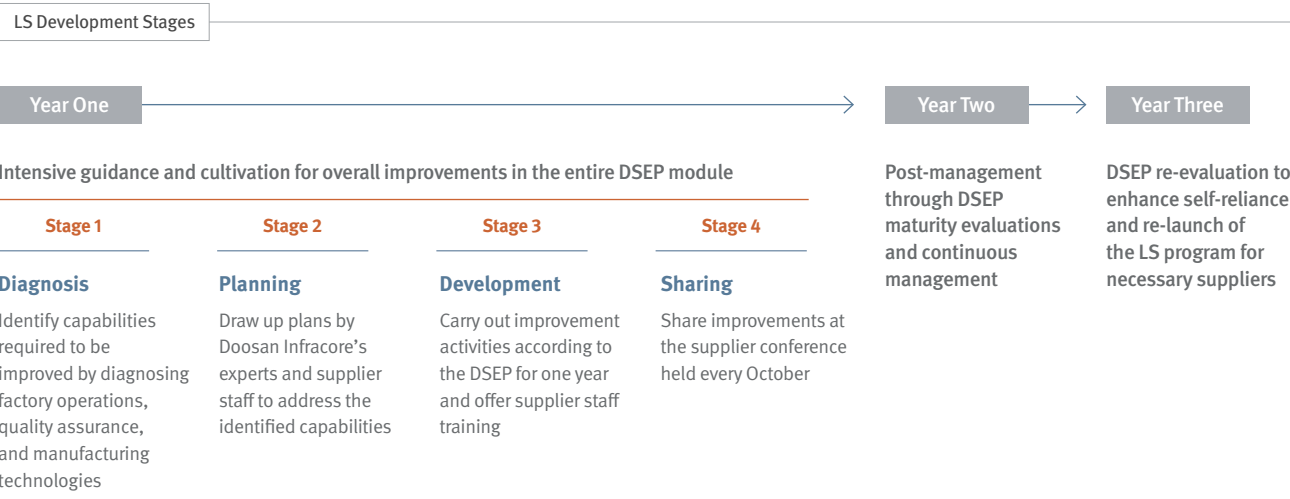 LS Development Stages
Year One
Year Two
Year Three
Intensive guidance and cultivation for overall improvements in the entire DSEP module
Stage 1
Stage 2
Stage 3
Stage 4
Diagnosis
Identify capabilities
required to be
improved by diagnosing
factory operations,
quality assurance,
and manufacturing
technologies
Planning
Draw up plans by
Doosan Infracore's
experts and supplier
staff to address the
identified capabilities
Development
Carry out improvement
activities according to
the DSEP for one year
and offer supplier staff
training
Sharing
Share improvements at
the supplier conference
held every October
Post-management
through DSEP
maturity evaluations
and continuous
management
DSEP re-evaluation to
enhance self-reliance
and re-launch of
the LS program for
necessary suppliers